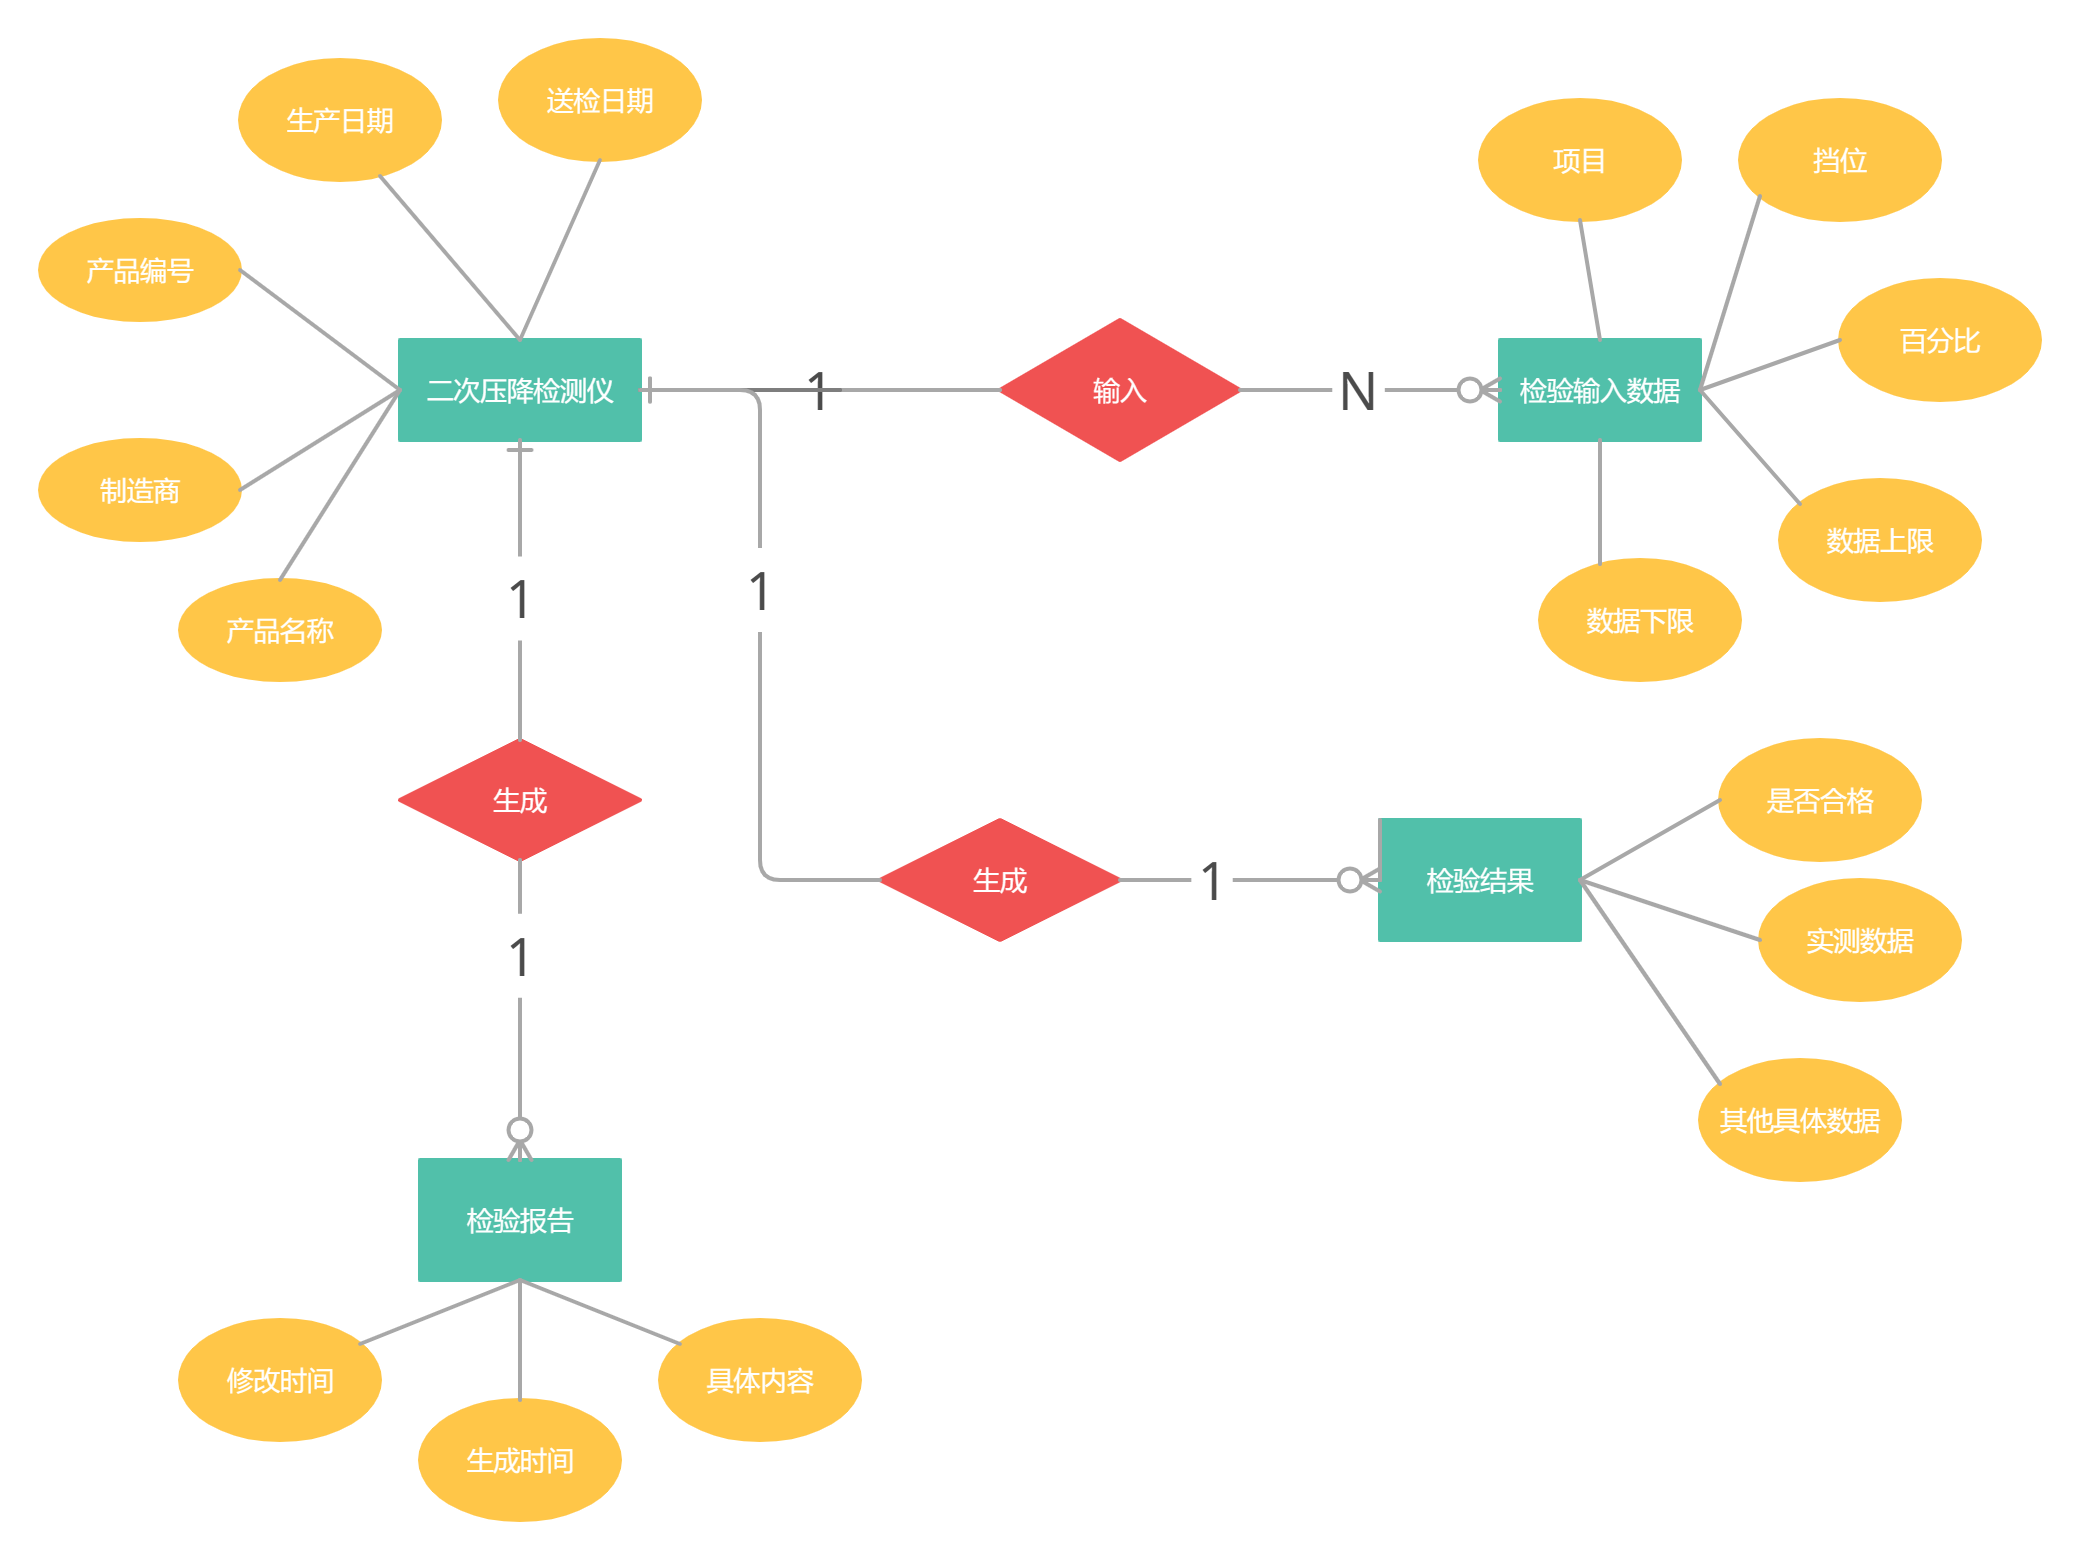 送检日期
生产日期
项目
挡位
产品编号
百分比
二次压降检测仪
1
输入
N
检验输入数据
制造商
数据上限
1
1
数据下限
产品名称
生成
是否合格
生成
1
检验结果
实测数据
1
其他具体数据
检验报告
修改时间
具体内容
生成时间